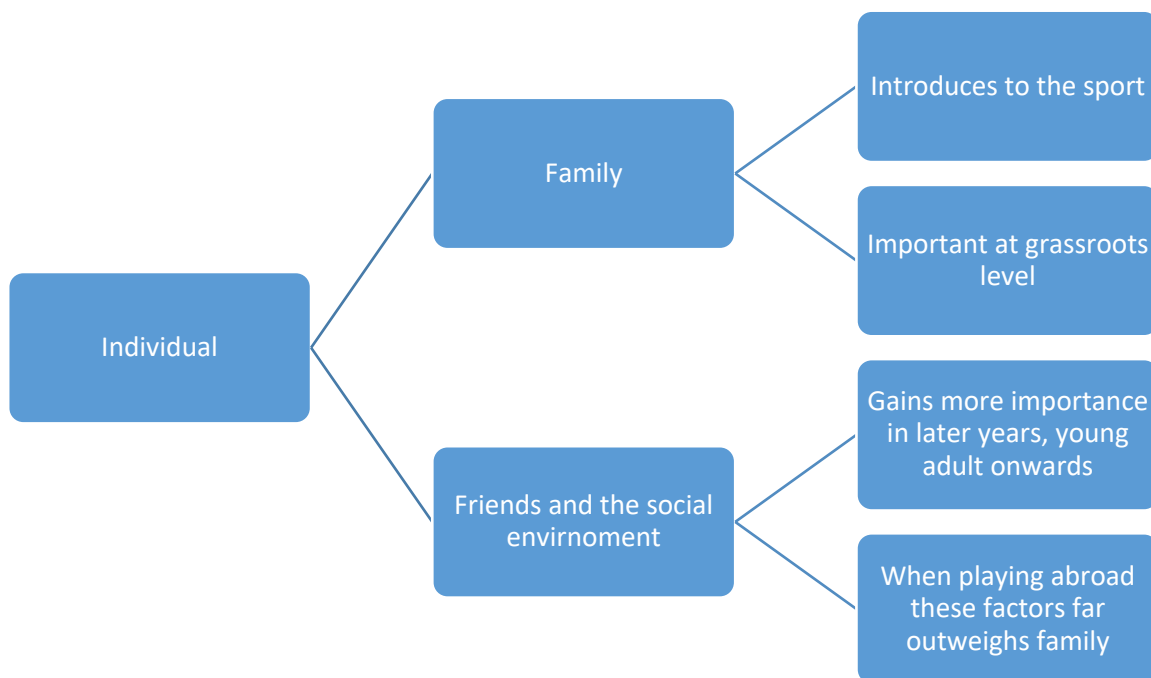 Individual
Family
Introduces to the sport
Important at grassroots
level
Friends and the social
envirnoment
Gains more importance
in later years, young
adult onwards
When playing abroad
these factors far
outweighs family